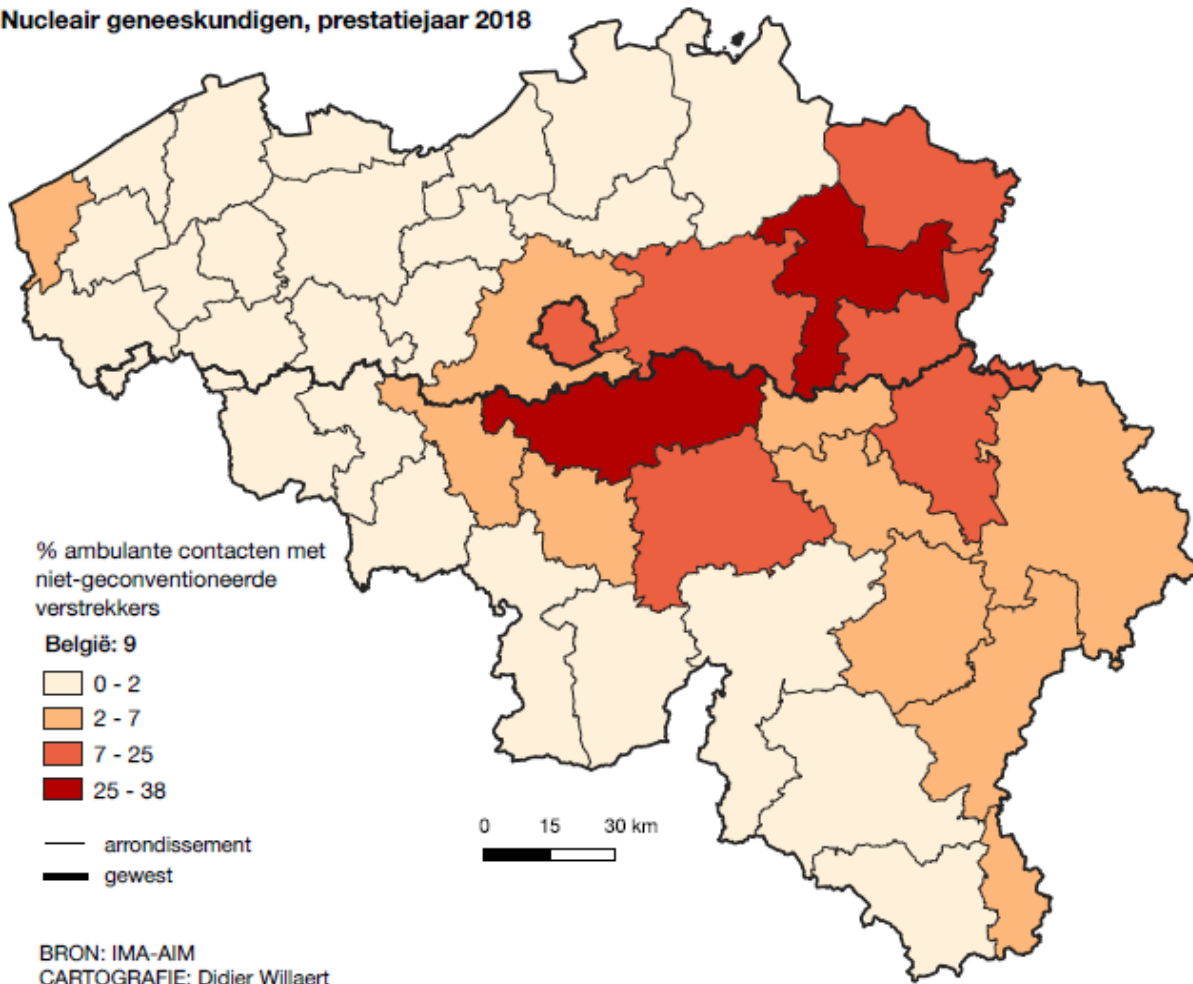 Nucleair geneeskundigen, prestatiejaar 2018
% ambulante contacten met
niet-geconventioneerde
verstrekkers
België: 9
0 - 2
2 - 7
7 - 25
25 - 38
arrondissement
gewest
0 15 30 km
BRON: IMA-AIM
CARTOGRAFIE: Didier Willaert